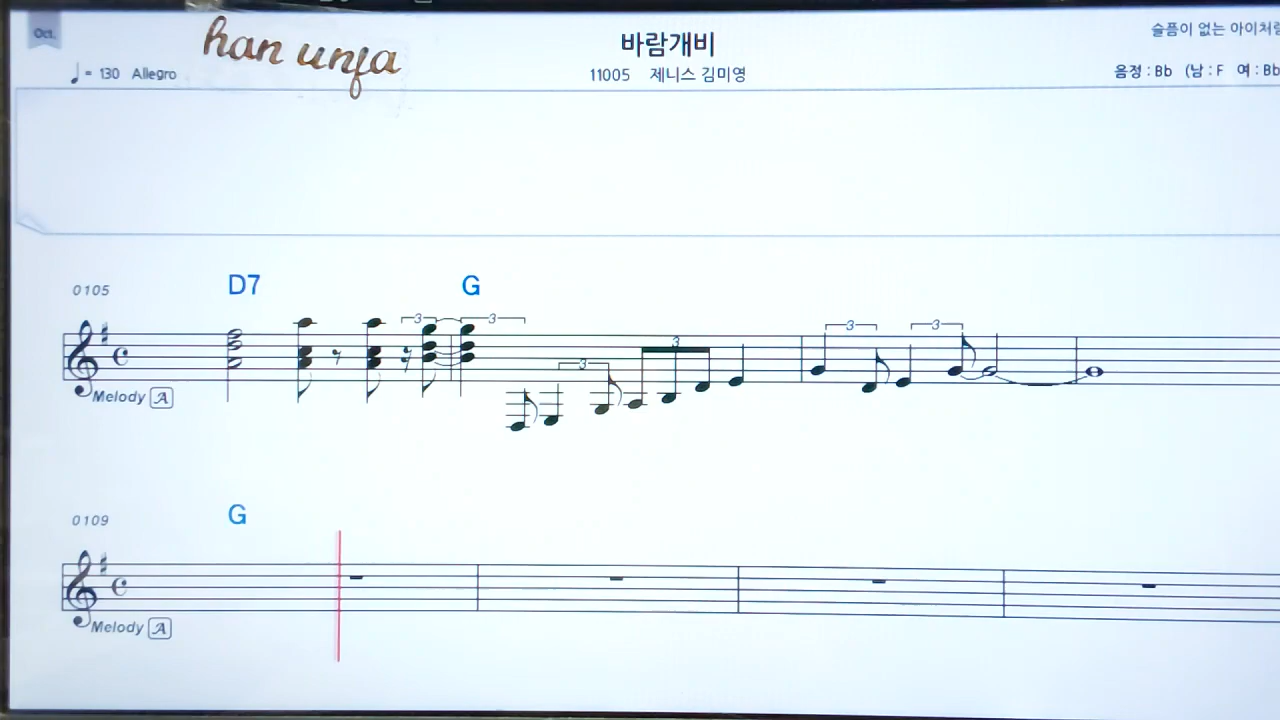 Oct.
han unfa
바람개비
슬픔이 없는 아이처럼
♩= 130 Allegro
11005 제니스 김미영
음정 : Bb (남 : F 여 : Bb
0105
D7 G
3 3 3 3 3 3
Melody A
0109
G
Melody A